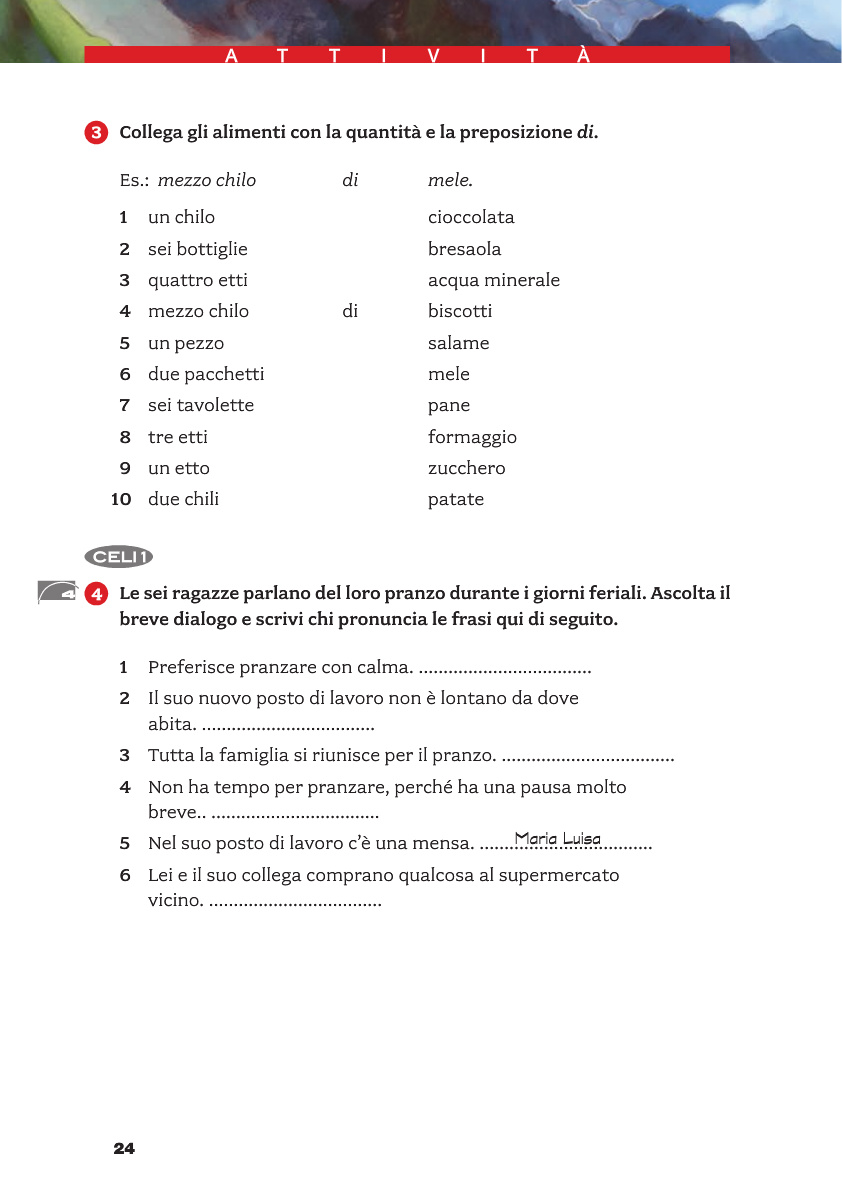 ATTIVITÀ
3 Collega gli alimenti con la quantità e la preposizione di.
Es.: mezzo chilo di mele.
1 un chilo cioccolata
2 sei bottiglie bresaola
3 quattro etti acqua minerale
4 mezzo chilo di biscotti
5 un pezzo salame
6 due pacchetti mele
7 sei tavolette pane
8 tre etti formaggio
9 un etto zucchero
10 due chili patate
CELI 1
4 4 Le sei ragazze parlano del loro pranzo durante i giorni feriali. Ascolta il
breve dialogo e scrivi chi pronuncia le frasi qui di seguito.
1 Preferisce pranzare con calma. ...................................
2 Il suo nuovo posto di lavoro non è lontano da dove
abita. ...................................
3 Tutta la famiglia si riunisce per il pranzo. ...................................
4 Non ha tempo per pranzare, perché ha una pausa molto
breve.. ..................................
5 Nel suo posto di lavoro c'è una mensa. .......Maria Luisa..........
6 Lei e il suo collega comprano qualcosa al supermercato
vicino. ...................................
24